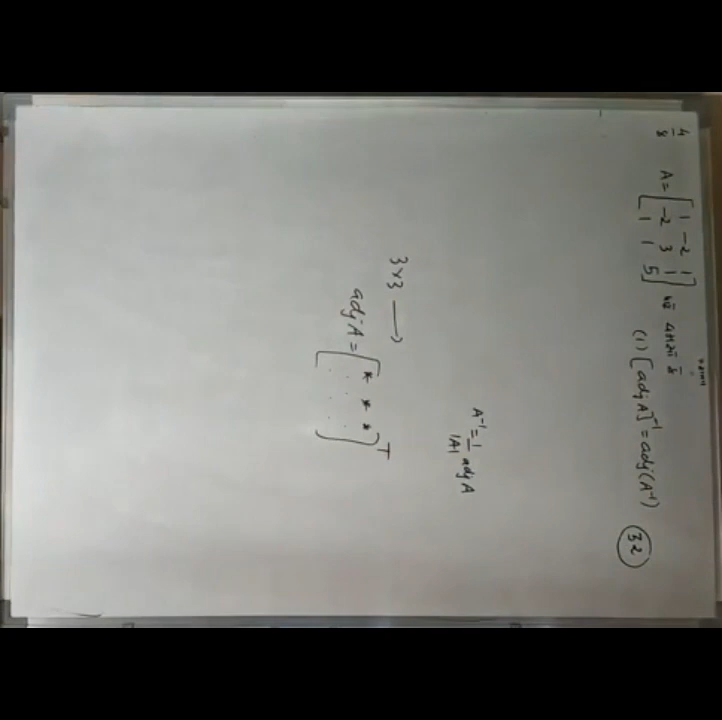 4/8 A = [ 1 -2 1
-2 3 1
1 1 5 ]
(1) [adj A]⁻¹ = adj(A⁻¹) (32)
A⁻¹ = 1/|A| adj A
3×3 →
adj A = [ * * *
. . .
. . . ]ᵀ